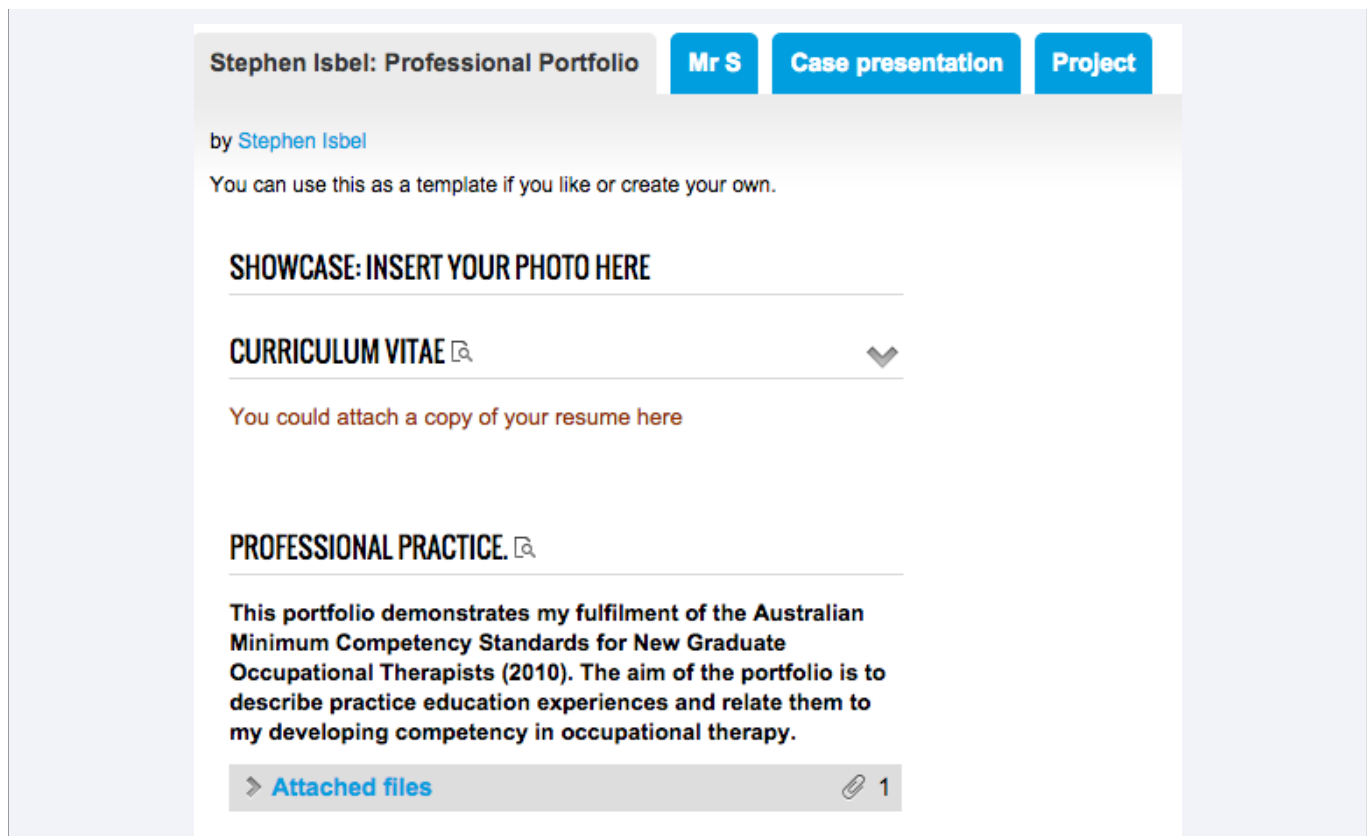 Stephen Isbel: Professional Portfolio Mr S Case presentation Project
by Stephen Isbel
You can use this as a template if you like or create your own.
SHOWCASE: INSERT YOUR PHOTO HERE
CURRICULUM VITAE
You could attach a copy of your resume here
PROFESSIONAL PRACTICE.
This portfolio demonstrates my fulfilment of the Australian
Minimum Competency Standards for New Graduate
Occupational Therapists (2010). The aim of the portfolio is to
describe practice education experiences and relate them to
my developing competency in occupational therapy.
Attached files 1